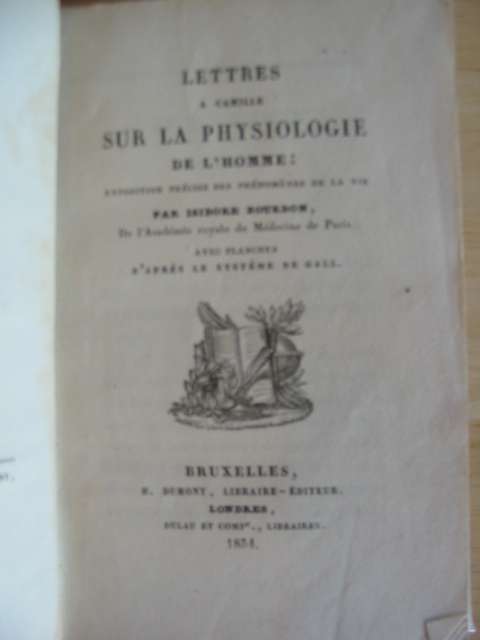 LETTRES
A CAMILLE
SUR LA PHYSIOLOGIE
DE L'HOMME:
EXPOSITION PRÉCISE DES PHÉNOMÈNES DE LA VIE
PAR ISIDORE BOURDON,
De l'Académie royale de Médecine de Paris.
AVEC PLANCHES
D'APRÈS LE SYSTÈME DE GALL.
BRUXELLES,
H. DUMONT, LIBRAIRE-ÉDITEUR.
LONDRES,
DULAU ET COMPe., LIBRAIRES.
1834.